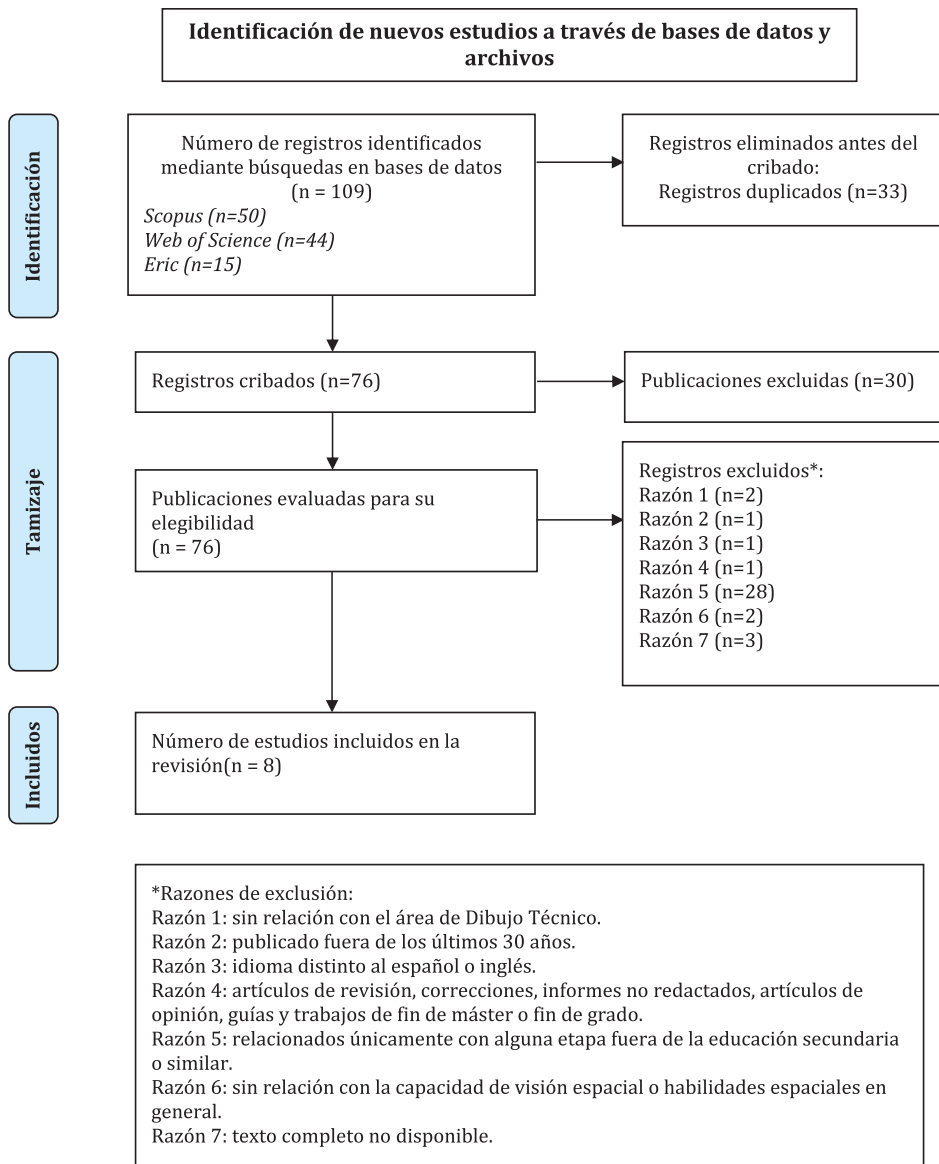 Identificación de nuevos estudios a través de bases de datos y
archivos
Identificación
Número de registros identificados
mediante búsquedas en bases de datos
(n = 109)
Scopus (n=50)
Web of Science (n=44)
Eric (n=15)
Registros eliminados antes del
cribado:
Registros duplicados (n=33)
Tamizaje
Registros cribados (n=76)
Publicaciones excluidas (n=30)
Publicaciones evaluadas para su
elegibilidad
(n = 76)
Registros excluidos*:
Razón 1 (n=2)
Razón 2 (n=1)
Razón 3 (n=1)
Razón 4 (n=1)
Razón 5 (n=28)
Razón 6 (n=2)
Razón 7 (n=3)
Incluidos
Número de estudios incluidos en la
revisión(n = 8)
*Razones de exclusión:
Razón 1: sin relación con el área de Dibujo Técnico.
Razón 2: publicado fuera de los últimos 30 años.
Razón 3: idioma distinto al español o inglés.
Razón 4: artículos de revisión, correcciones, informes no redactados, artículos de
opinión, guías y trabajos de fin de máster o fin de grado.
Razón 5: relacionados únicamente con alguna etapa fuera de la educación secundaria
o similar.
Razón 6: sin relación con la capacidad de visión espacial o habilidades espaciales en
general.
Razón 7: texto completo no disponible.